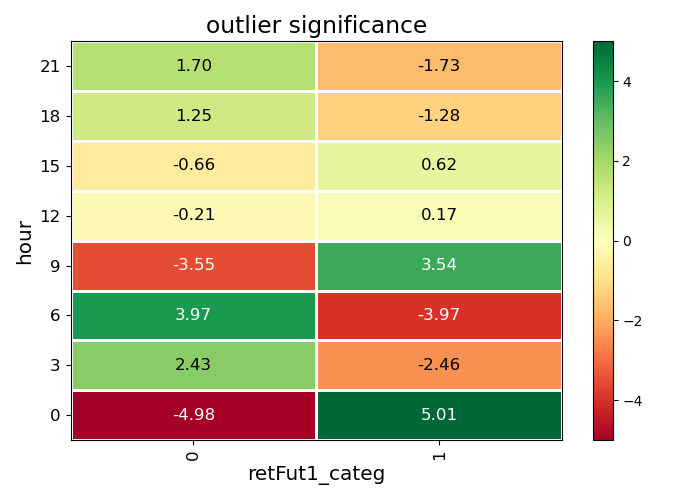 outlier significance
21 1.70 -1.73
18 1.25 -1.28
15 -0.66 0.62
12 -0.21 0.17
9 -3.55 3.54
6 3.97 -3.97
3 2.43 -2.46
0 -4.98 5.01
hour
0 1
retFut1_categ
4
2
0
−2
−4